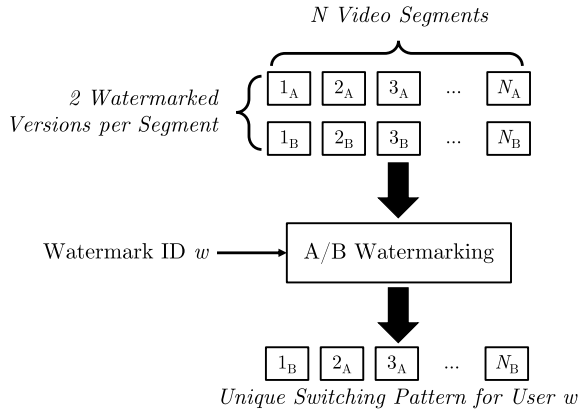 N Video Segments
2 Watermarked
Versions per Segment
1A 2A 3A ... NA
1B 2B 3B ... NB
Watermark ID w
A/B Watermarking
1B 2A 3A ... NB
Unique Switching Pattern for User w